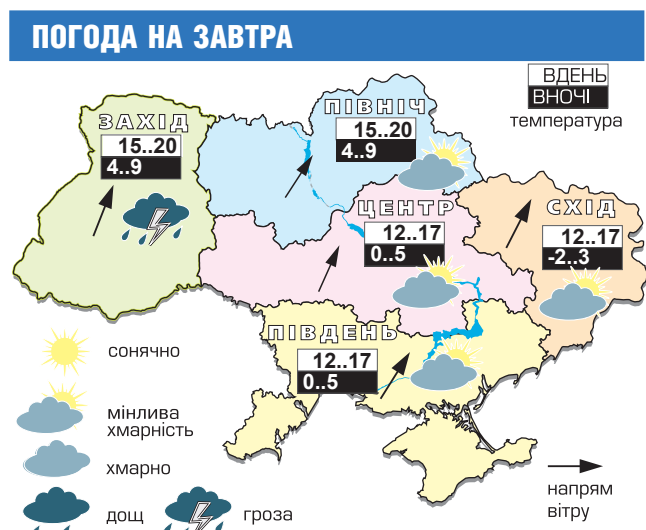 ПОГОДА НА ЗАВТРА
ВДЕНЬ
ВНОЧІ
температура
ЗАХІД
15..20
4..9
ПІВНІЧ
15..20
4..9
ЦЕНТР
12..17
0..5
СХІД
12..17
-2..3
ПІВДЕНЬ
12..17
0..5
сонячно
мінлива
хмарність
хмарно
дощ
гроза
напрям
вітру